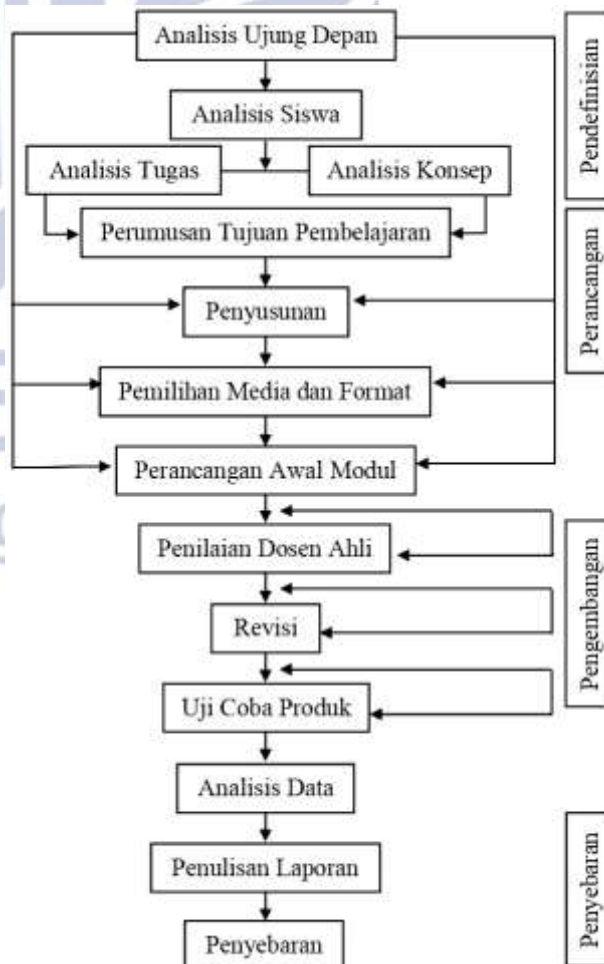 Analisis Ujung Depan
Analisis Siswa
Analisis Tugas
Analisis Konsep
Perumusan Tujuan Pembelajaran
Penyusunan
Pemilihan Media dan Format
Perancangan Awal Modul
Penilaian Dosen Ahli
Revisi
Uji Coba Produk
Analisis Data
Penulisan Laporan
Penyebaran
Pendefinisian
Perancangan
Pengembangan
Penyebaran